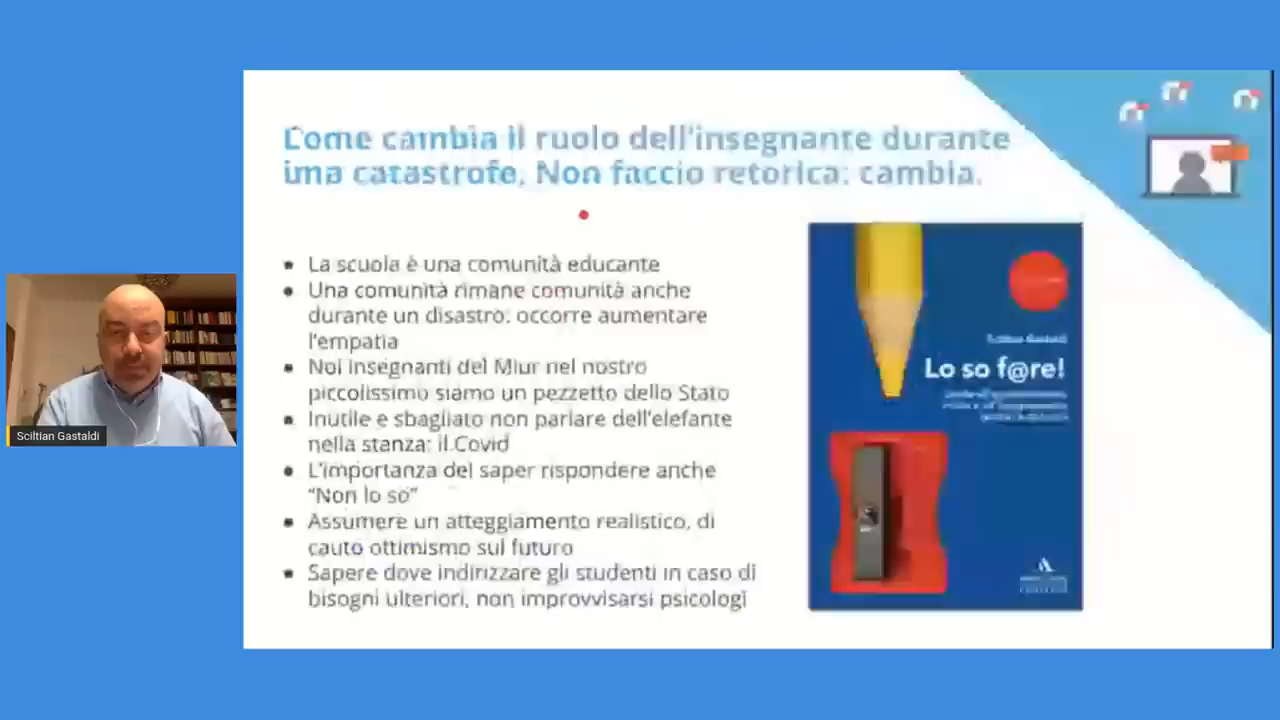 Come cambia il ruolo dell'insegnante durante
una catastrofe. Non faccio retorica: cambia.
• La scuola è una comunità educante
• Una comunità rimane comunità anche
durante un disastro: occorre aumentare
l'empatia
• Noi insegnanti del Miur nel nostro
piccolissimo siamo un pezzetto dello Stato
• Inutile e sbagliato non parlare dell'elefante
nella stanza: il Covid
• L'importanza del saper rispondere anche
“Non lo so”
• Assumere un atteggiamento realistico, di
cauto ottimismo sul futuro
• Sapere dove indirizzare gli studenti in caso di
bisogni ulteriori, non improvvisarsi psicologi
Lo so f@re!
Sciltian Gastaldi